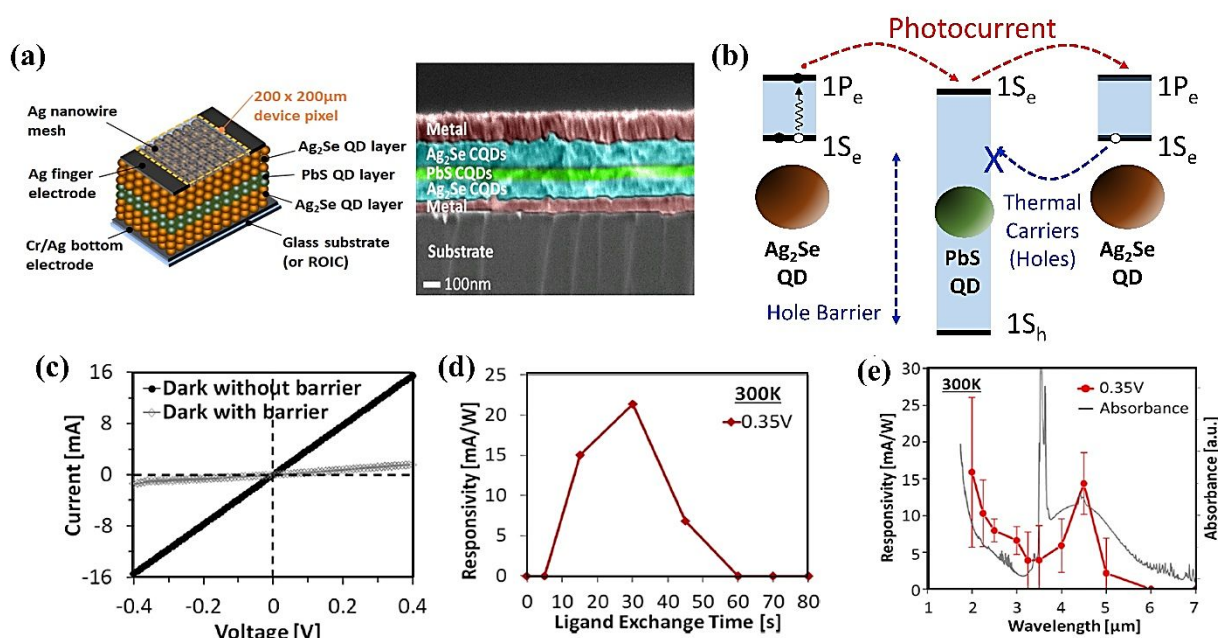 (a)
Ag nanowire
mesh
200 x 200µm
device pixel
Ag finger
electrode
Cr/Ag bottom
electrode
Ag₂Se QD layer
PbS QD layer
Ag₂Se QD layer
Glass substrate
(or ROIC)
Metal
Ag₂Se CQDs
PbS CQDs
Ag₂Se CQDs
Metal
Substrate
100nm
(b)
Photocurrent
1Pₑ
1Sₑ
1Sₑ
1Pₑ
1Sₑ
X
Ag₂Se
QD
PbS
QD
Thermal
Carriers
(Holes)
Ag₂Se
QD
Hole Barrier
1Sₕ
(c)
Dark without barrier
Dark with barrier
Current [mA]
16
8
0
-8
-16
-0.4
-0.2
0
0.2
0.4
Voltage [V]
(d)
300K
0.35V
Responsivity [mA/W]
25
20
15
10
5
0
0 10 20 30 40 50 60 70 80
Ligand Exchange Time [s]
(e)
300K
0.35V
Absorbance
Responsivity [mA/W]
30
25
20
15
10
5
0
1 2 3 4 5 6 7
Wavelength [µm]
Absorbance [a.u.]